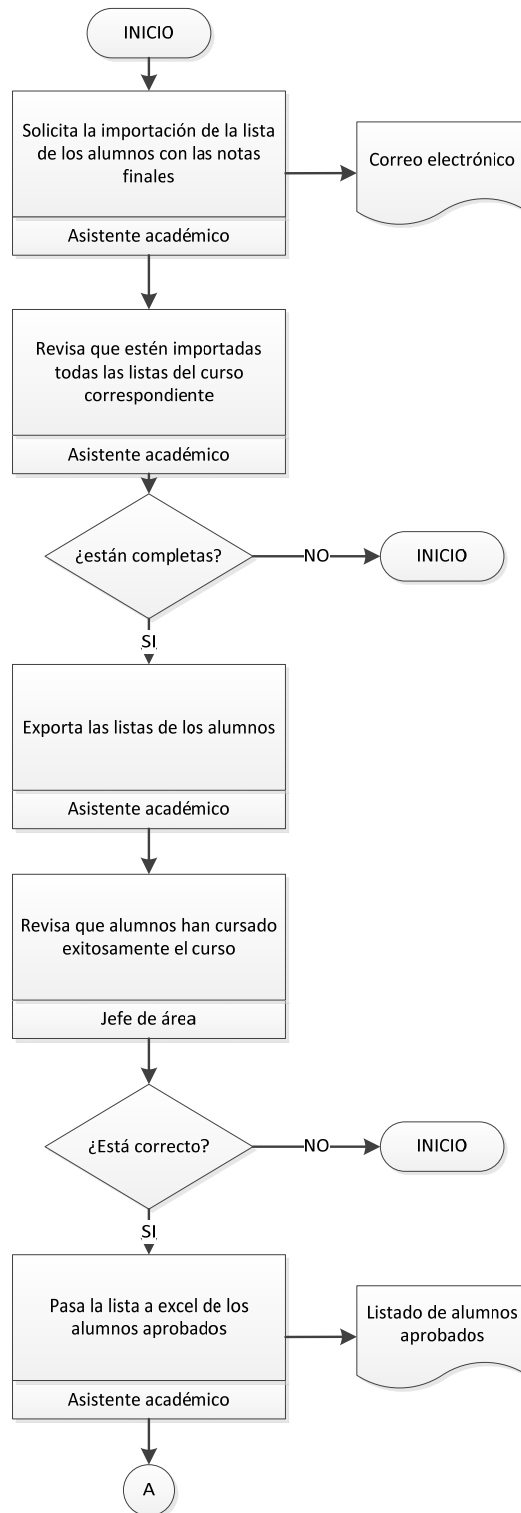 INICIO
Solicita la importación de la lista
de los alumnos con las notas
finales
Correo electrónico
Asistente académico
Revisa que estén importadas
todas las listas del curso
correspondiente
Asistente académico
¿están completas?
NO
INICIO
SI
Exporta las listas de los alumnos
Asistente académico
Revisa que alumnos han cursado
exitosamente el curso
Jefe de área
¿Está correcto?
NO
INICIO
SI
Pasa la lista a excel de los
alumnos aprobados
Listado de alumnos
aprobados
Asistente académico
A